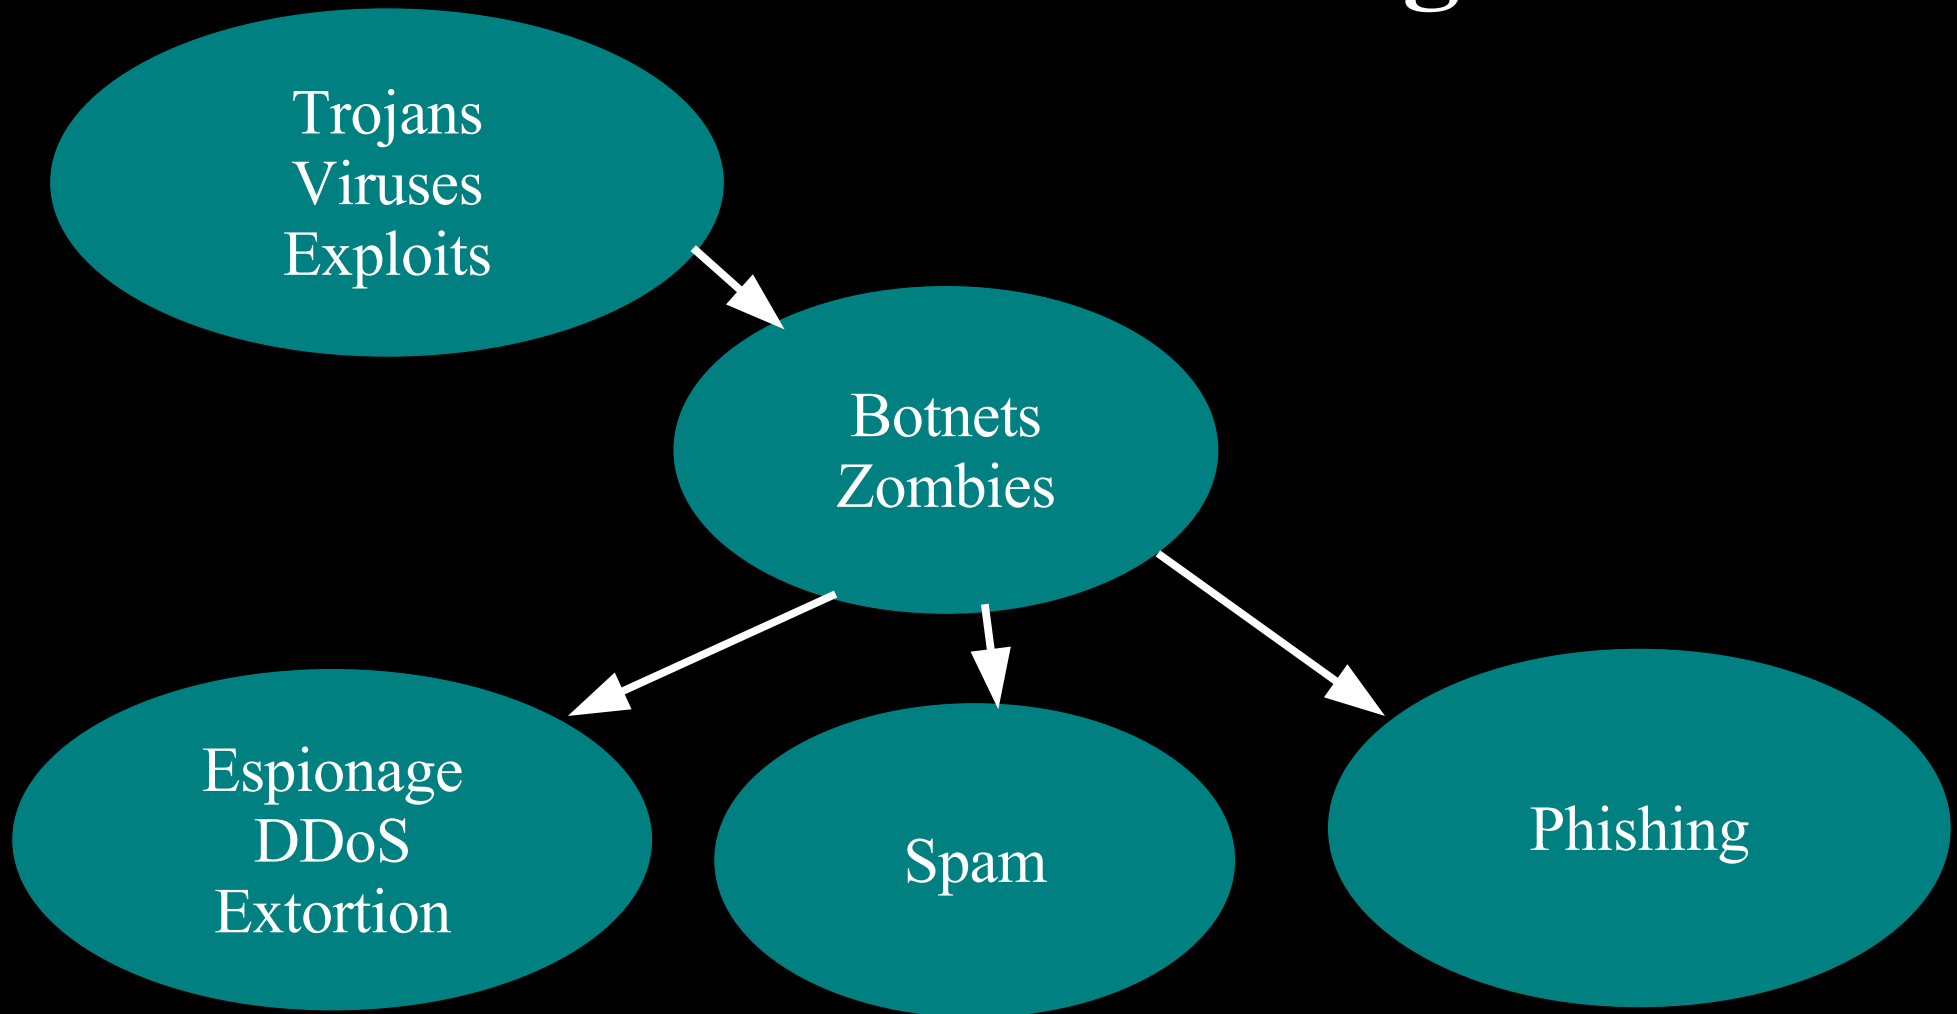 Trojans
Viruses
Exploits
Botnets
Zombies
Espionage
DDoS
Extortion
Spam
Phishing